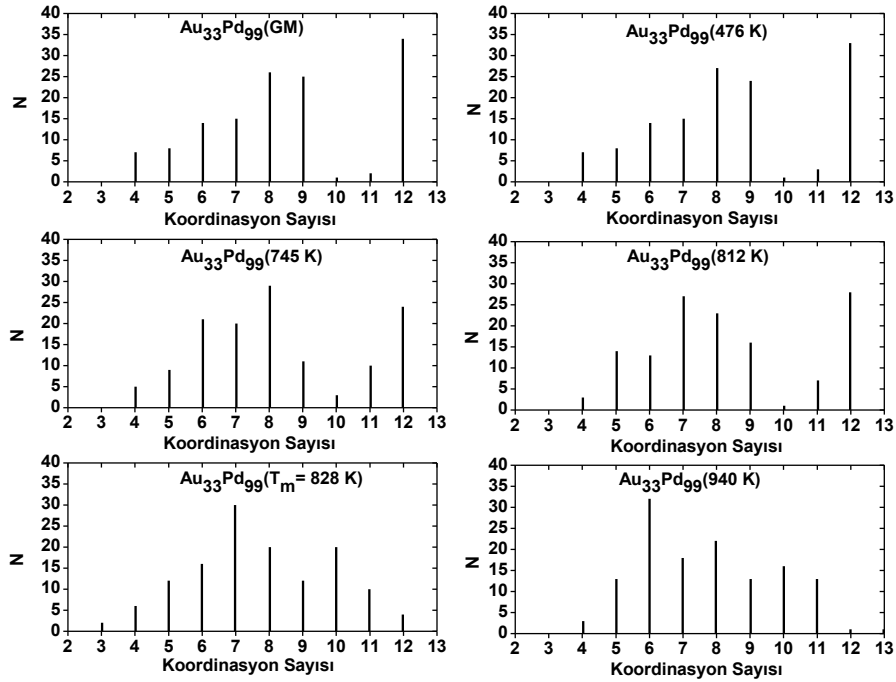 Au33Pd99(GM)
N
40
35
30
25
20
15
10
5
0
2 3 4 5 6 7 8 9 10 11 12 13
Koordinasyon Sayısı
Au33Pd99(476 K)
N
40
35
30
25
20
15
10
5
0
2 3 4 5 6 7 8 9 10 11 12 13
Koordinasyon Sayısı
Au33Pd99(745 K)
N
40
35
30
25
20
15
10
5
0
2 3 4 5 6 7 8 9 10 11 12 13
Koordinasyon Sayısı
Au33Pd99(812 K)
N
40
35
30
25
20
15
10
5
0
2 3 4 5 6 7 8 9 10 11 12 13
Koordinasyon Sayısı
Au33Pd99(Tm= 828 K)
N
40
35
30
25
20
15
10
5
0
2 3 4 5 6 7 8 9 10 11 12 13
Koordinasyon Sayısı
Au33Pd99(940 K)
N
40
35
30
25
20
15
10
5
0
2 3 4 5 6 7 8 9 10 11 12 13
Koordinasyon Sayısı